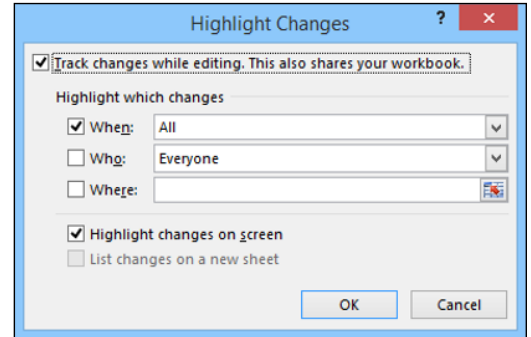 Highlight Changes
?
×
Track changes while editing. This also shares your workbook.
Highlight which changes
When: All
Who: Everyone
Where:
Highlight changes on screen
List changes on a new sheet
OK Cancel